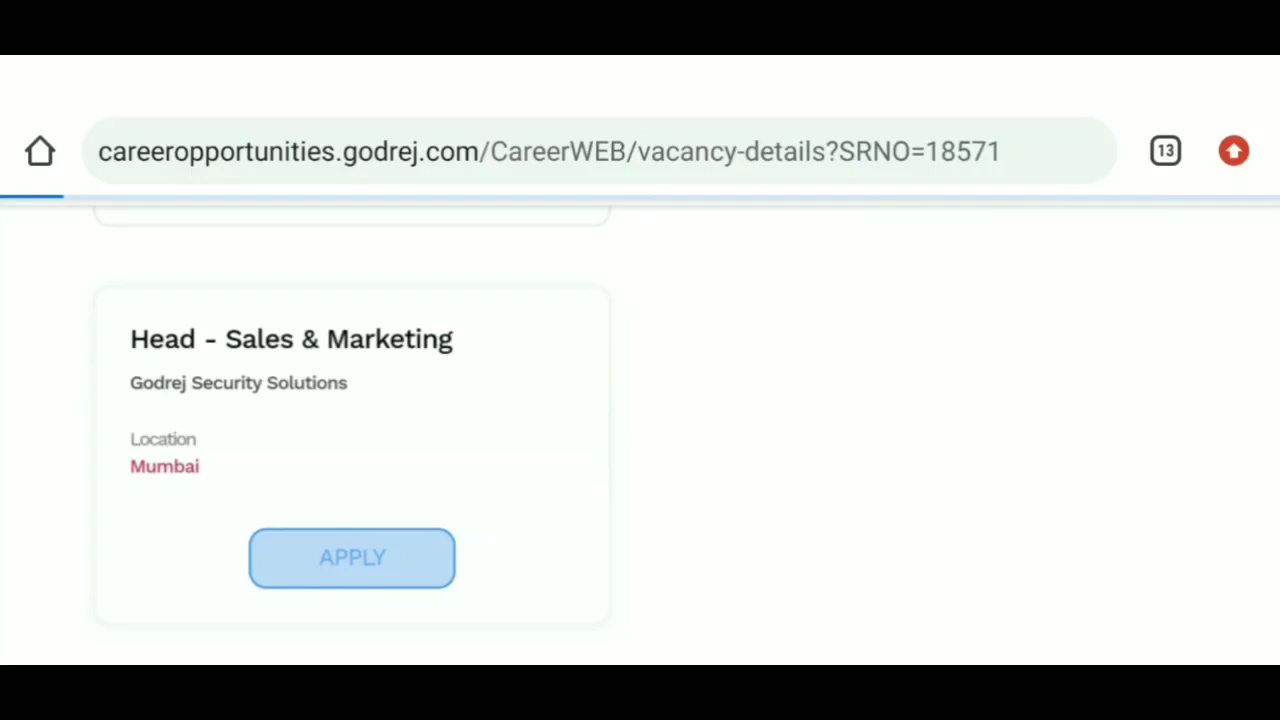 careeropportunities.godrej.com/CareerWEB/vacancy-details?SRNO=18571
13
Head - Sales & Marketing
Godrej Security Solutions
Location
Mumbai
APPLY